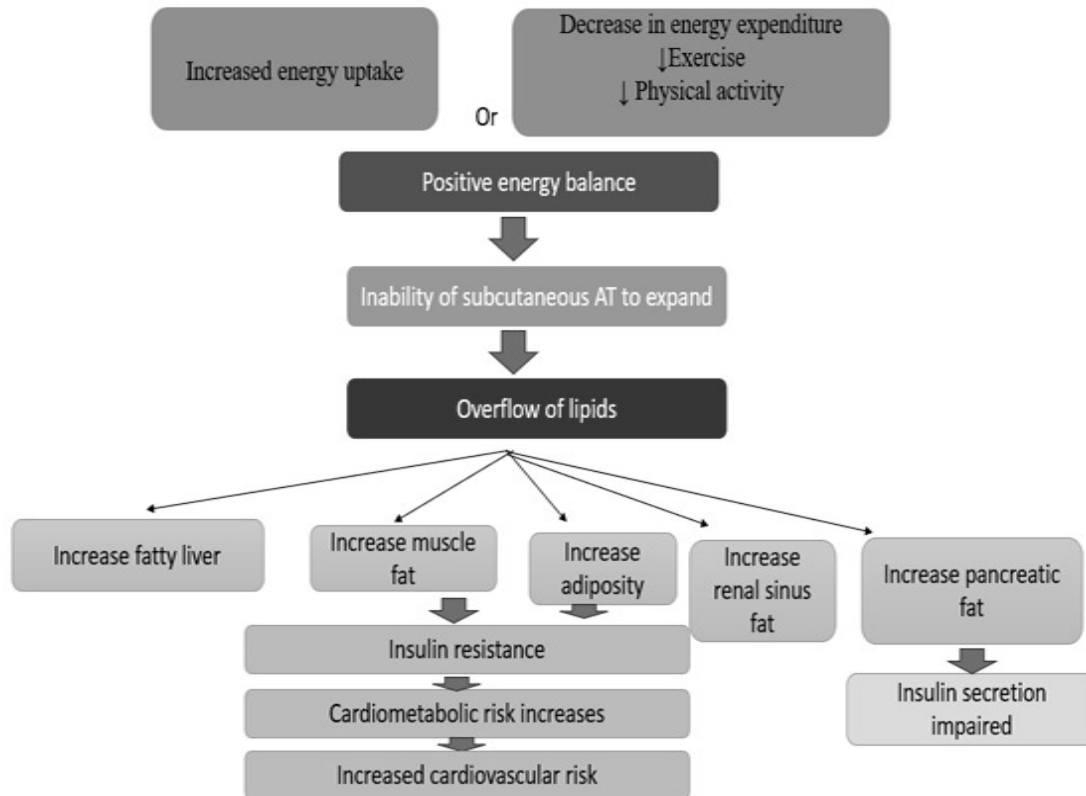 Increased energy uptake
Decrease in energy expenditure
↓Exercise
↓ Physical activity
Or
Positive energy balance
Inability of subcutaneous AT to expand
Overflow of lipids
Increase fatty liver
Increase muscle
fat
Increase
adiposity
Increase
renal sinus
fat
Increase pancreatic
fat
Insulin resistance
Insulin secretion
impaired
Cardiometabolic risk increases
Increased cardiovascular risk